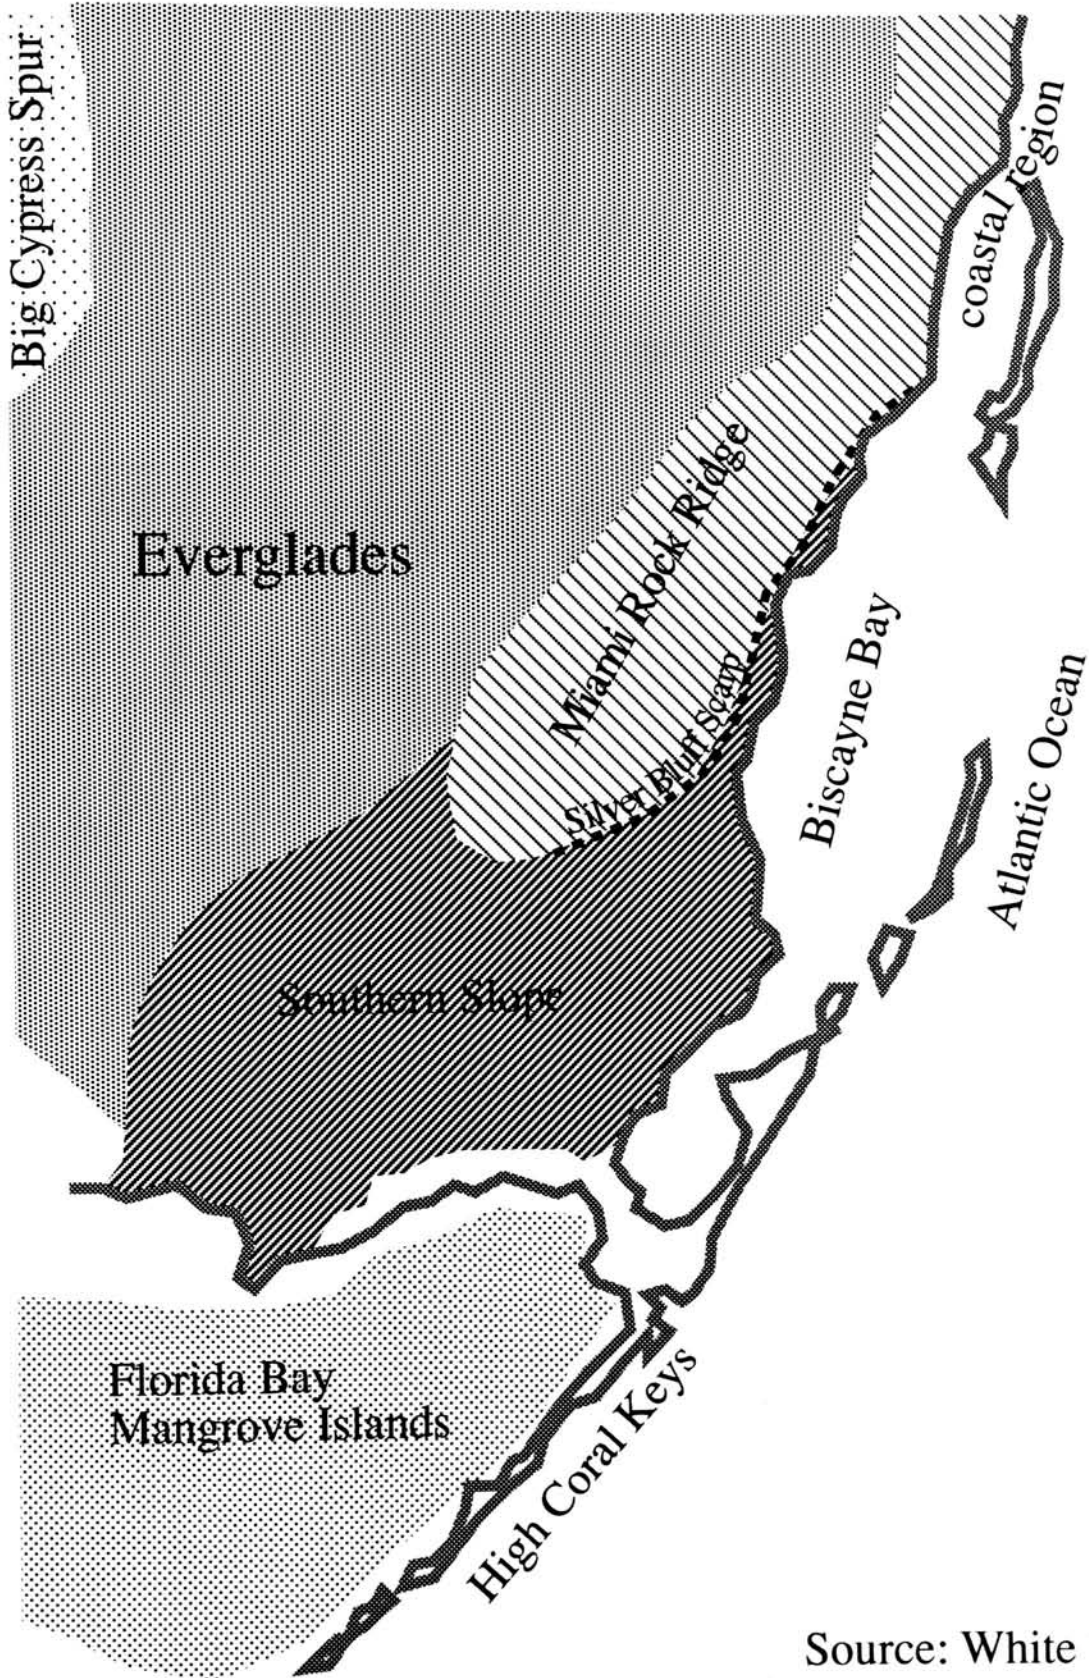 Big Cypress Spur
coastal region
Everglades
Miami Rock Ridge
Silver Bluff Scarp
Biscayne Bay
Atlantic Ocean
Southern Slope
Florida Bay
Mangrove Islands
High Coral Keys
Source: White